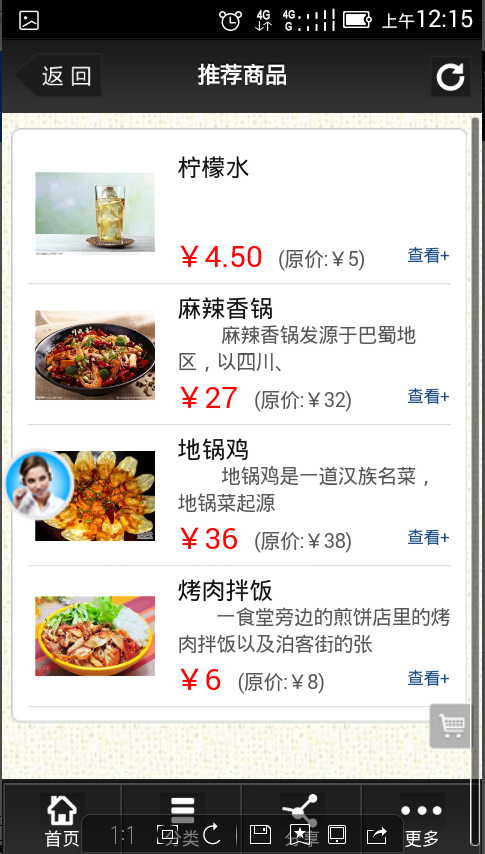 4G 4G G 上午12:15
返 回 推荐商品
柠檬水
￥4.50 (原价:￥5) 查看+
麻辣香锅
麻辣香锅发源于巴蜀地
区，以四川、
￥27 (原价:￥32) 查看+
地锅鸡
地锅鸡是一道汉族名菜，
地锅菜起源
￥36 (原价:￥38) 查看+
烤肉拌饭
一食堂旁边的煎饼店里的烤
肉拌饭以及泊客街的张
￥6 (原价:￥8) 查看+
首页 1:1 分类 分享 更多